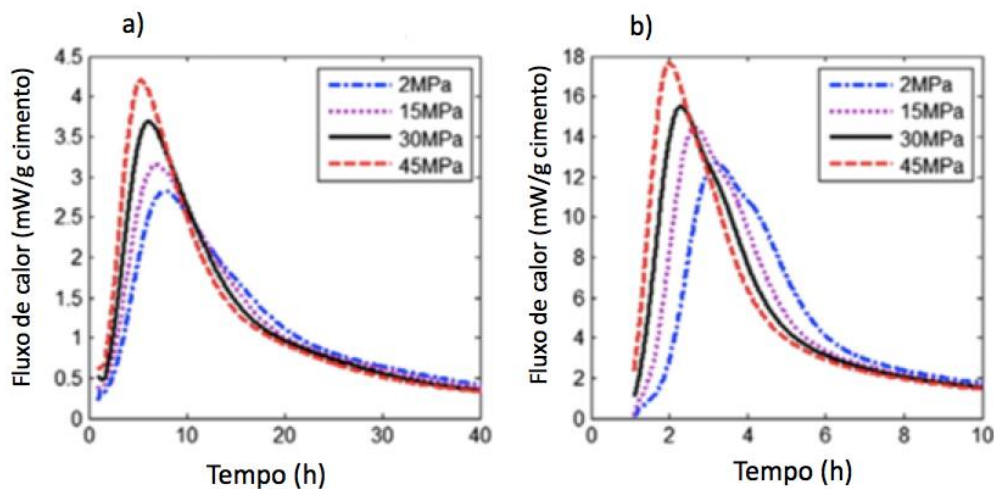 a)
Fluxo de calor (mW/g cimento)
4.5
4
3.5
3
2.5
2
1.5
1
0.5
0
2MPa
15MPa
30MPa
45MPa
0 10 20 30 40
Tempo (h)
b)
Fluxo de calor (mW/g cimento)
18
16
14
12
10
8
6
4
2
0
2MPa
15MPa
30MPa
45MPa
0 2 4 6 8 10
Tempo (h)